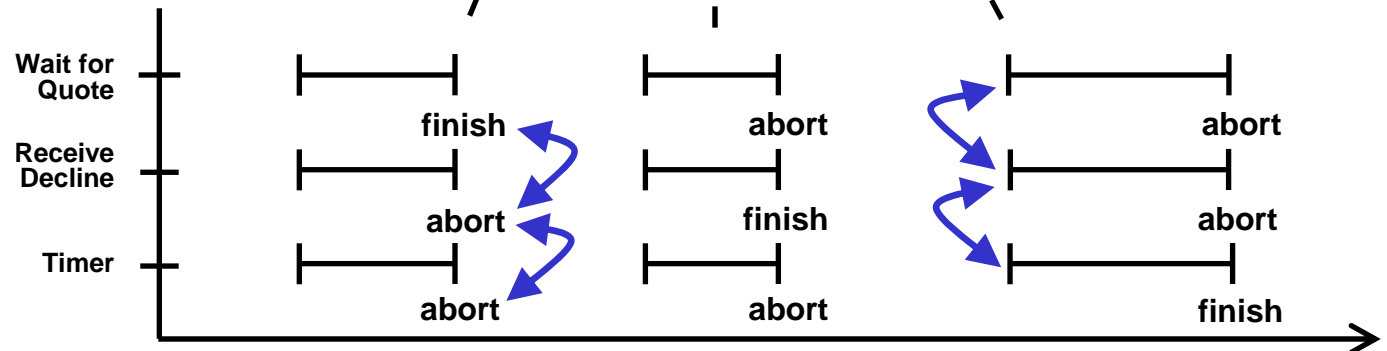 Wait for
Quote
finish
abort
abort
Receive
Decline
abort
finish
abort
Timer
abort
abort
finish